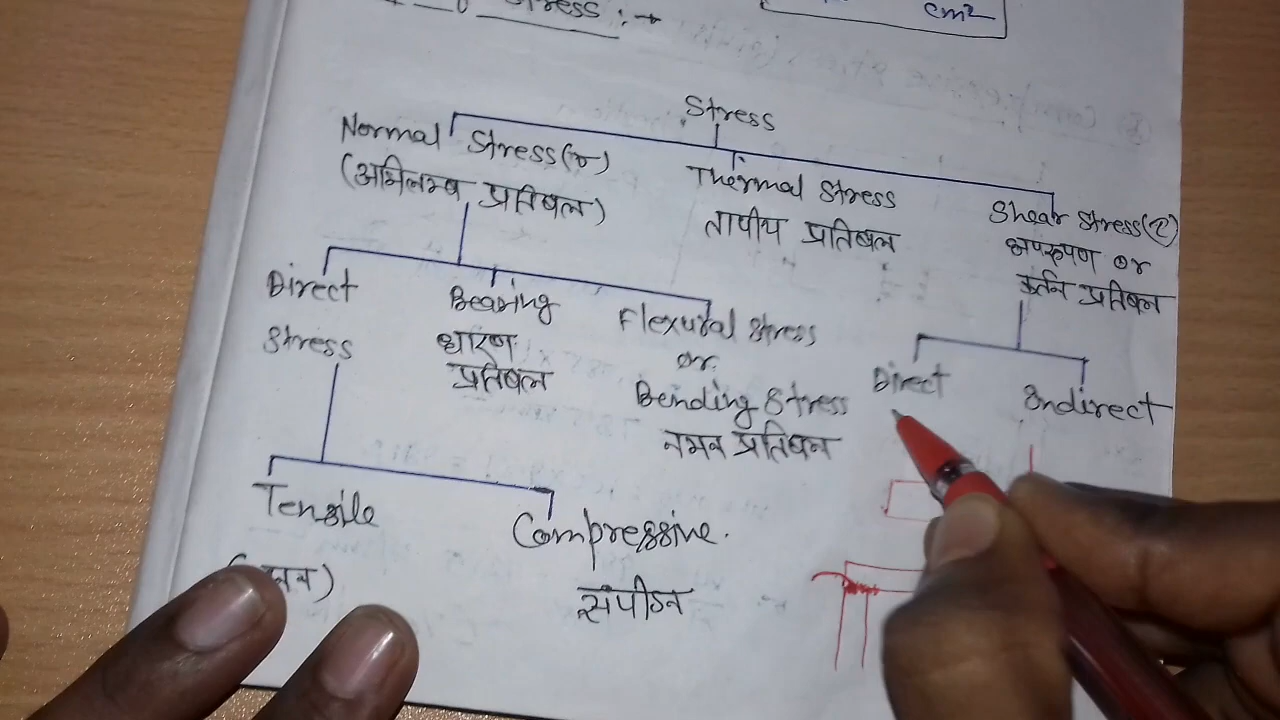 Stress :→
cm²
Stress
Normal Stress(σ)
(अभिलम्ब प्रतिबल)
Thermal Stress
तापीय प्रतिबल
Shear Stress(τ)
अपरूपण or
कर्तन प्रतिबल
Direct
Stress
Bearing
धारण
प्रतिबल
Flexural Stress
or
Bending Stress
नमन प्रतिबल
Direct
Indirect
Tensile
Compressive.
संपीडन